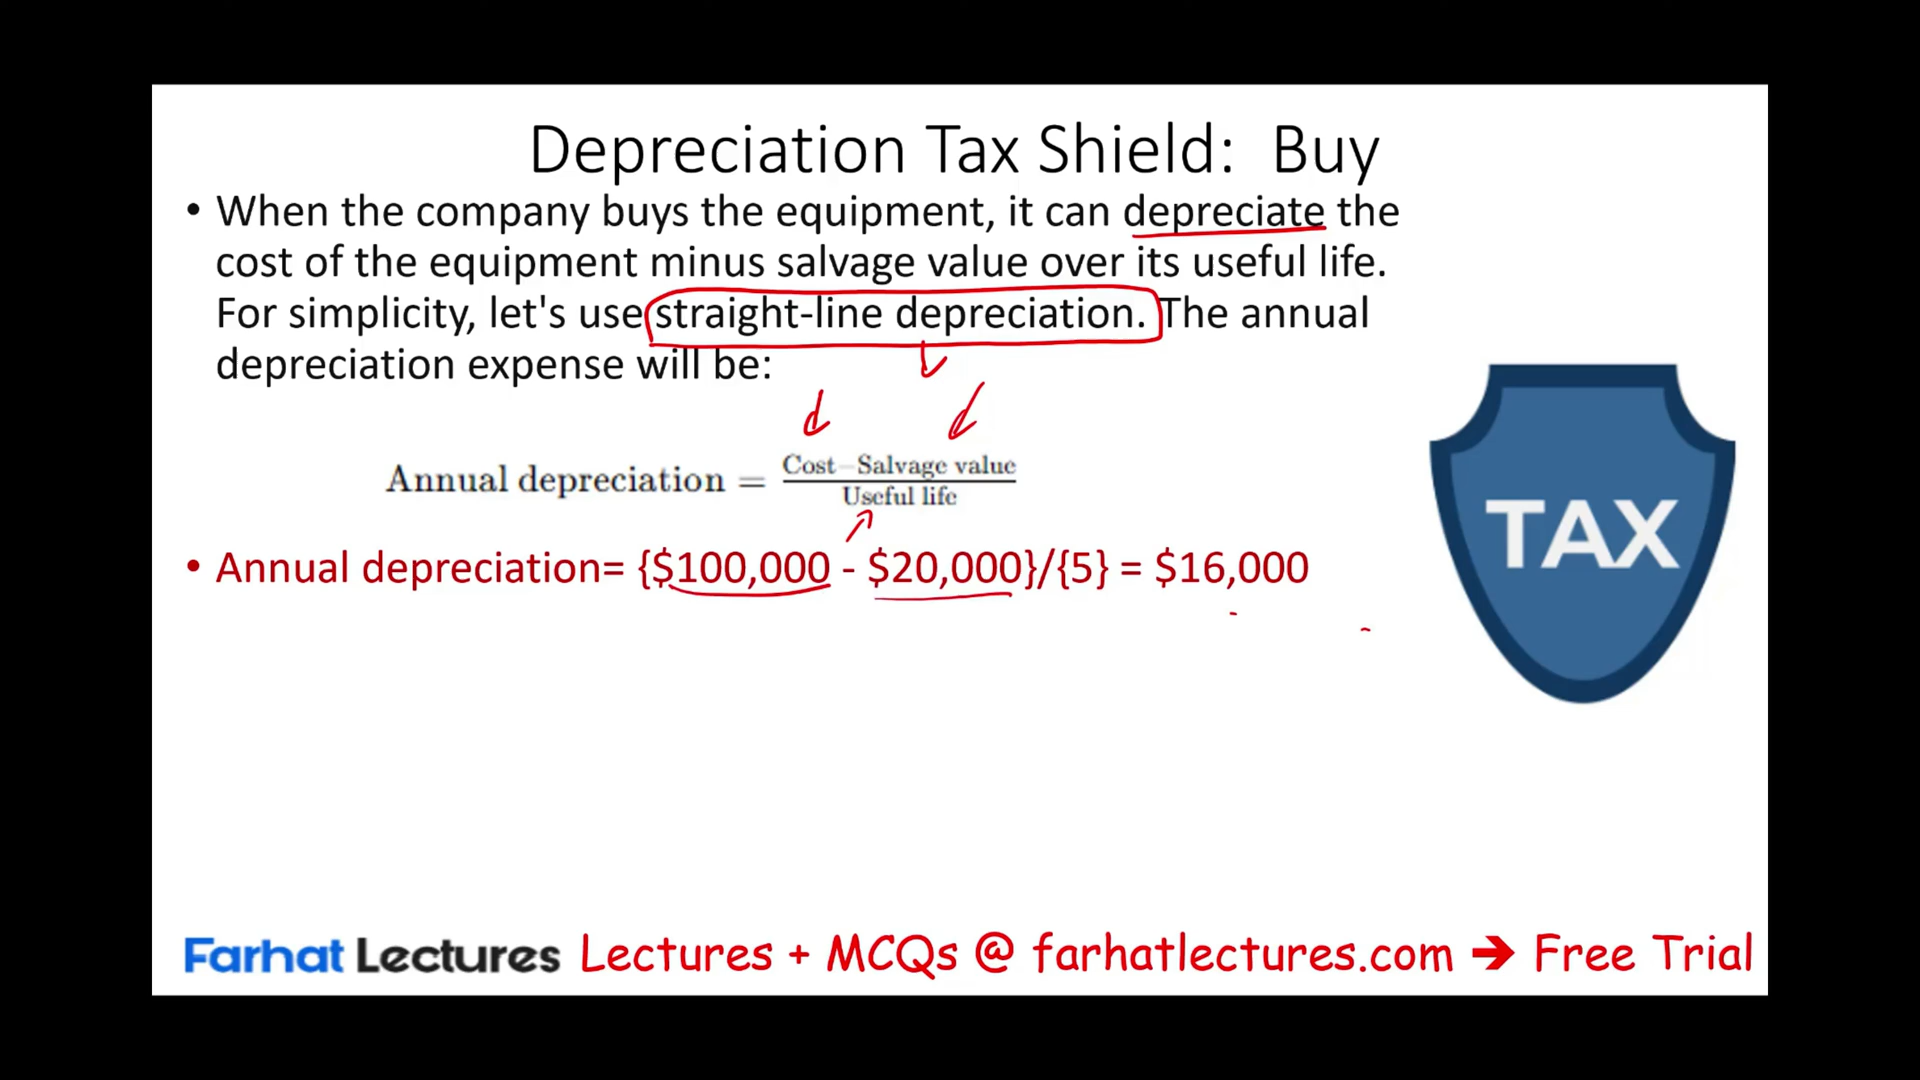 Depreciation Tax Shield: Buy
• When the company buys the equipment, it can depreciate the
cost of the equipment minus salvage value over its useful life.
For simplicity, let's use straight-line depreciation. The annual
depreciation expense will be:
Annual depreciation = Cost–Salvage value
Useful life
• Annual depreciation= {$100,000 - $20,000}/{5} = $16,000
TAX
Farhat Lectures Lectures + MCQs @ farhatlectures.com ➔ Free Trial